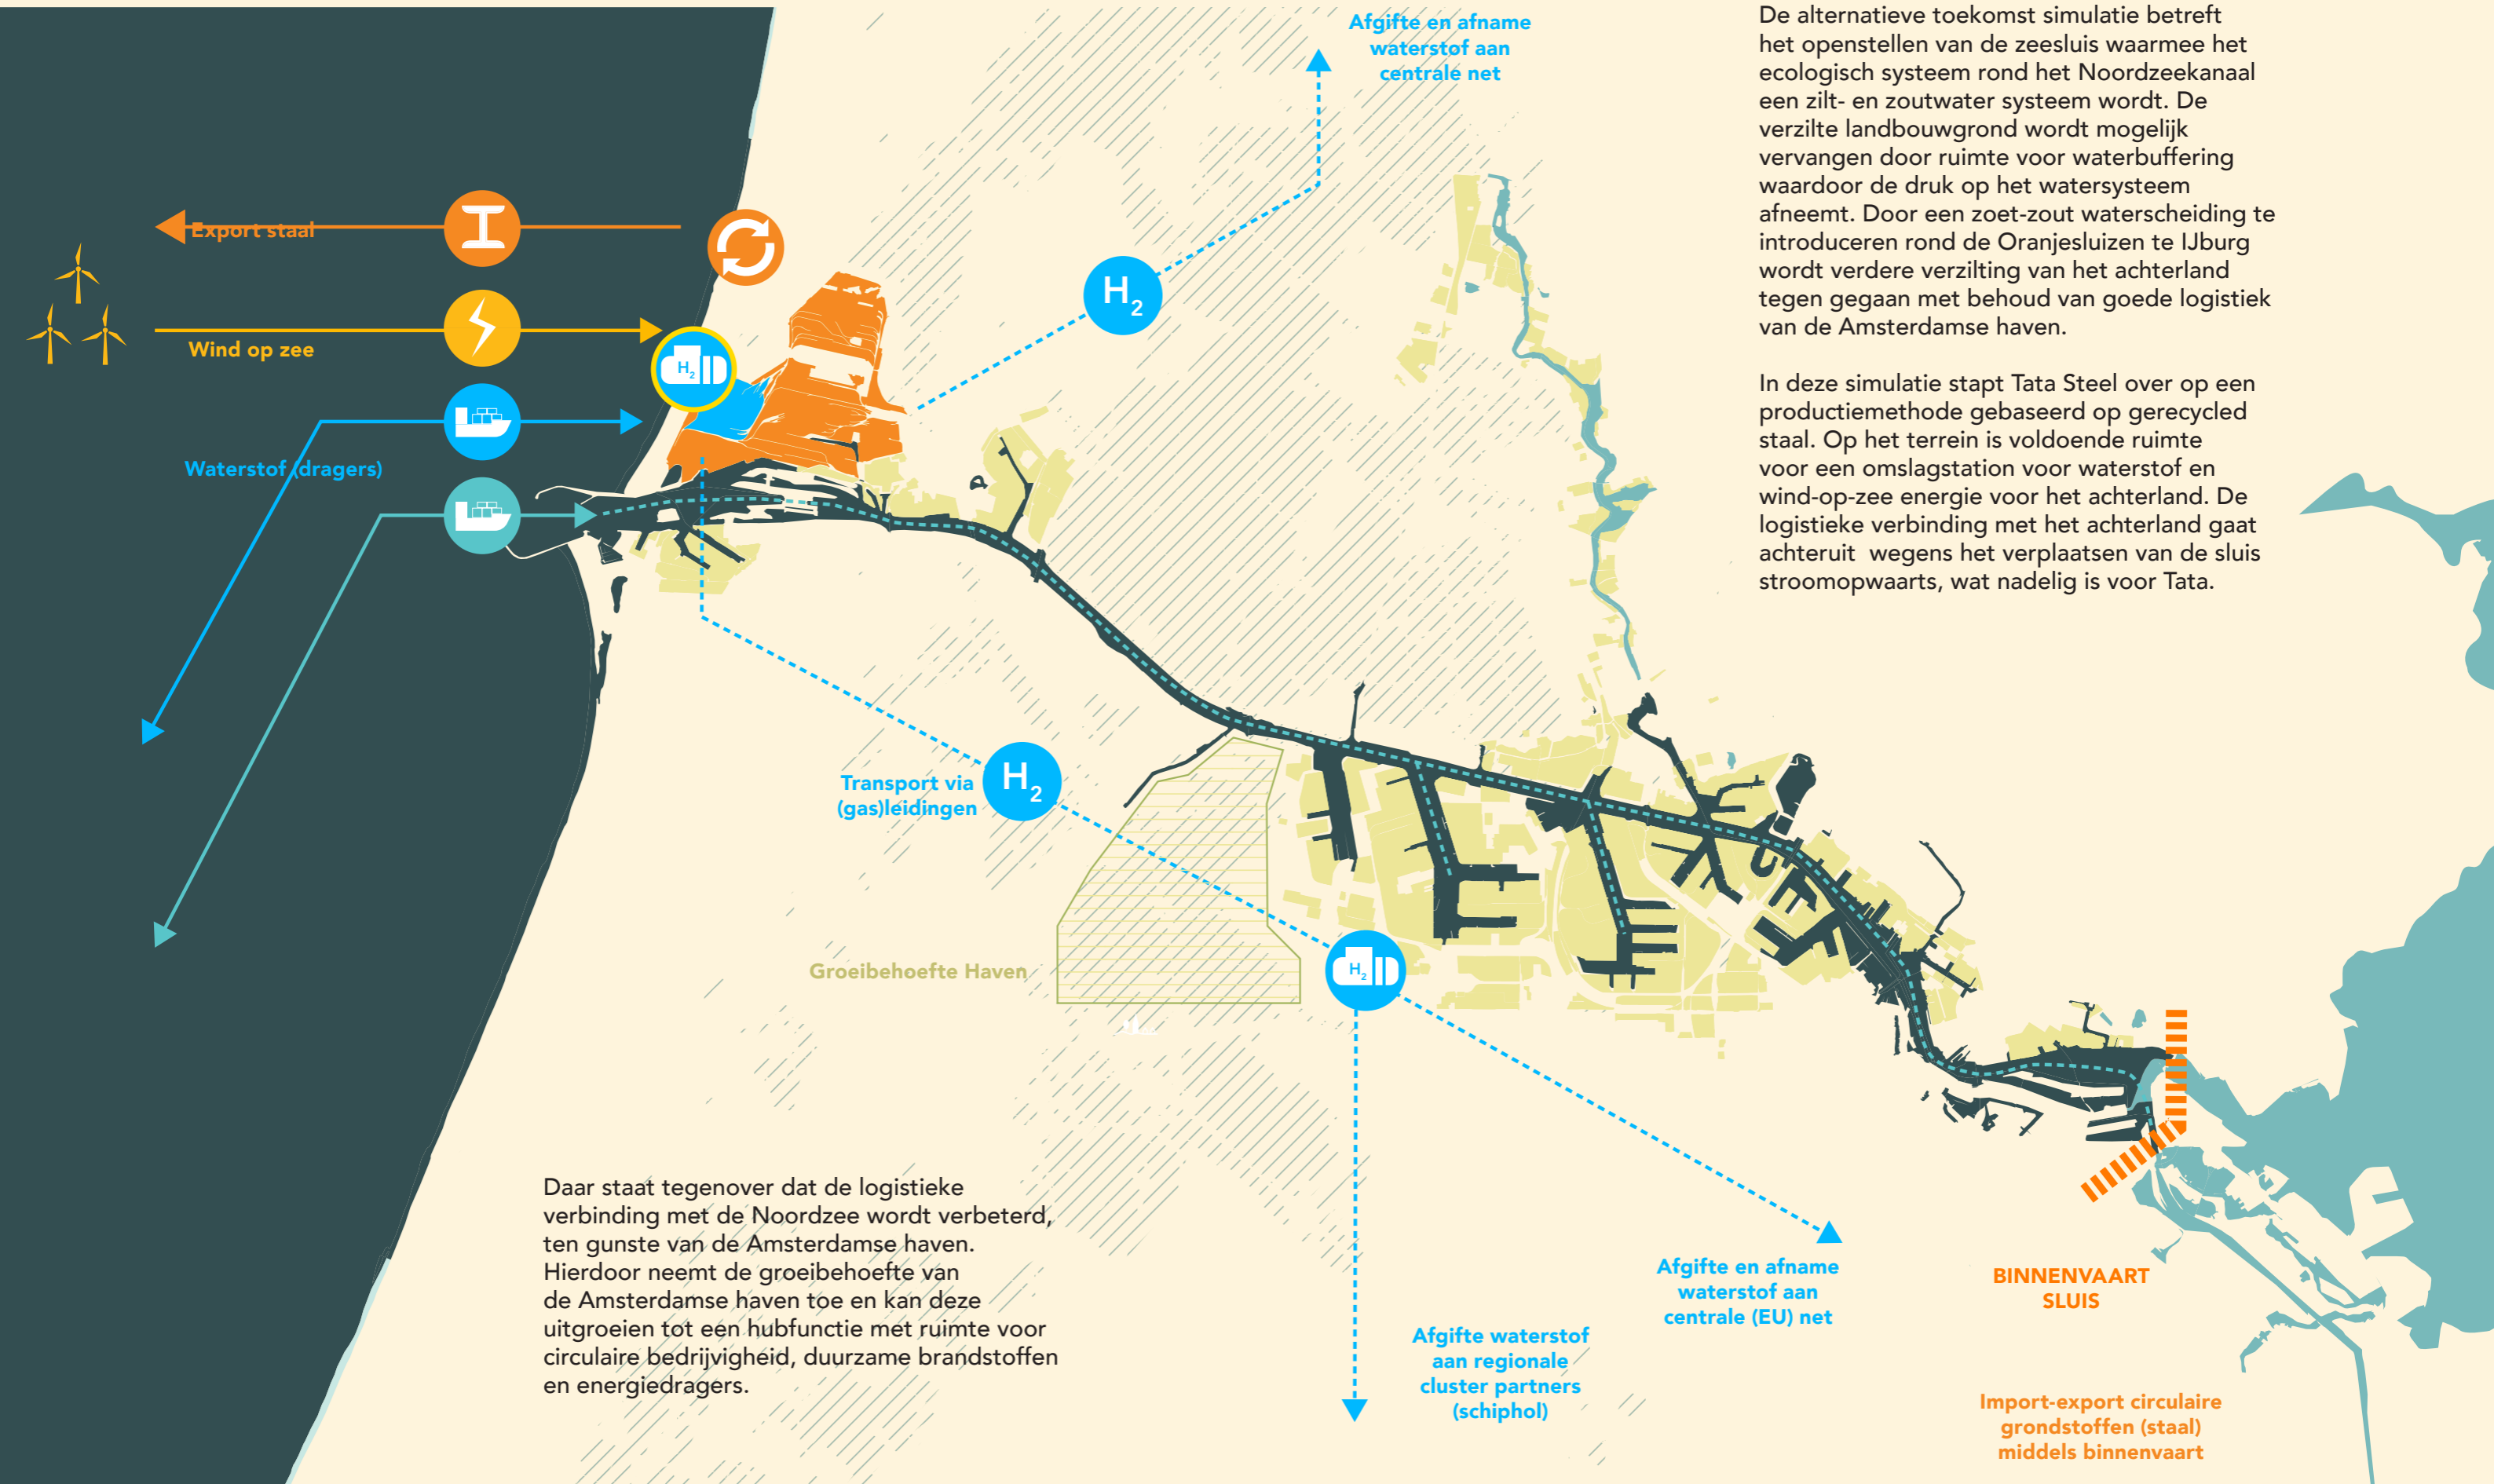 Afgifte en afname
waterstof aan
centrale net
De alternatieve toekomst simulatie betreft
het openstellen van de zeesluis waarmee het
ecologisch systeem rond het Noordzeekanaal
een zilt- en zoutwater systeem wordt. De
verzilte landbouwgrond wordt mogelijk
vervangen door ruimte voor waterbuffering
waardoor de druk op het watersysteem
afneemt. Door een zoet-zout waterscheiding te
introduceren rond de Oranjesluizen te IJburg
wordt verdere verzilting van het achterland
tegen gegaan met behoud van goede logistiek
van de Amsterdamse haven.
In deze simulatie stapt Tata Steel over op een
productiemethode gebaseerd op gerecycled
staal. Op het terrein is voldoende ruimte
voor een omslagstation voor waterstof en
wind-op-zee energie voor het achterland. De
logistieke verbinding met het achterland gaat
achteruit wegens het verplaatsen van de sluis
stroomopwaarts, wat nadelig is voor Tata.
Export staal
Wind op zee
H2
H2
Waterstof (dragers)
Transport via
(gas)leidingen
H2
Groeibehoefte Haven
H2
Daar staat tegenover dat de logistieke
verbinding met de Noordzee wordt verbeterd,
ten gunste van de Amsterdamse haven.
Hierdoor neemt de groeibehoefte van
de Amsterdamse haven toe en kan deze
uitgroeien tot een hubfunctie met ruimte voor
circulaire bedrijvigheid, duurzame brandstoffen
en energiedragers.
Afgifte waterstof
aan regionale
cluster partners
(schiphol)
Afgifte en afname
waterstof aan
centrale (EU) net
BINNENVAART
SLUIS
Import-export circulaire
grondstoffen (staal)
middels binnenvaart